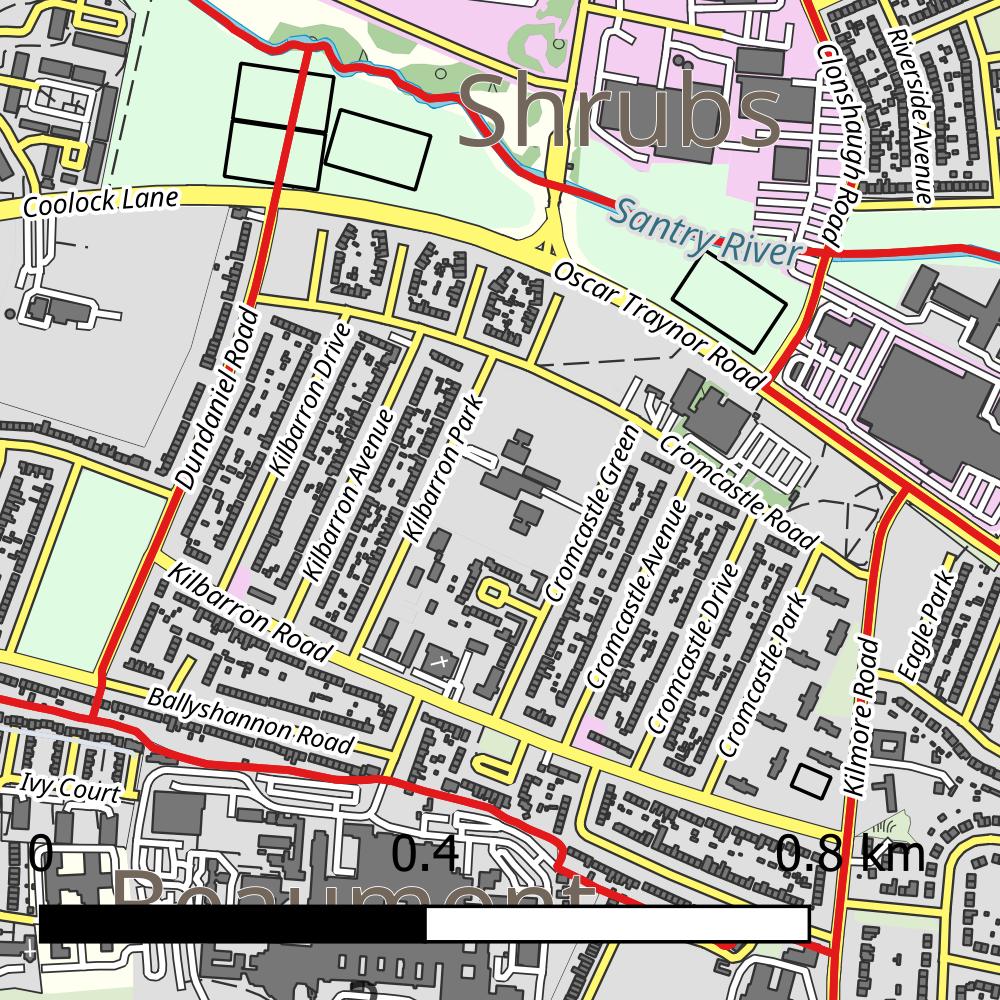 Shrubs
Clonshaugh Road
Riverside Avenue
Coolock Lane
Santry River
Oscar Traynor Road
Dundaniel Road
Kilbarron Drive
Kilbarron Avenue
Kilbarron Park
Cromcastle Green
Cromcastle Road
Cromcastle Avenue
Cromcastle Drive
Cromcastle Park
Kilbarron Road
Eagle Park
Kilmore Road
Ballyshannon Road
Ivy Court
0 0.4 0.8 km
Beaumont